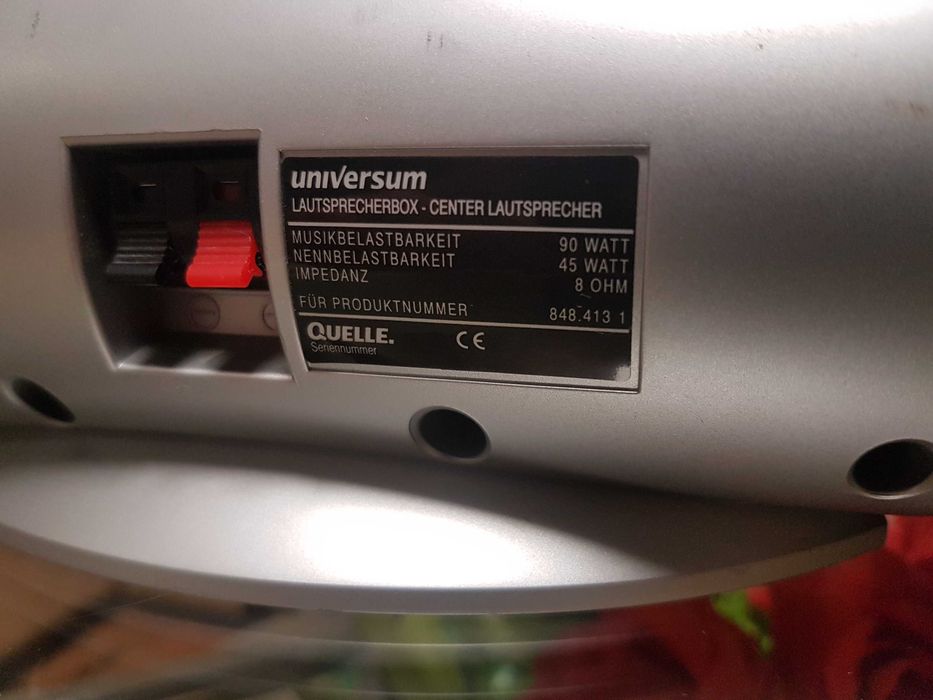 universum
LAUTSPRECHERBOX - CENTER LAUTSPRECHER
MUSIKBELASTBARKEIT 90 WATT
NENNBELASTBARKEIT 45 WATT
IMPEDANZ 8 OHM
FÜR PRODUKTNUMMER 848.413 1
QUELLE. CE
Seriennummer